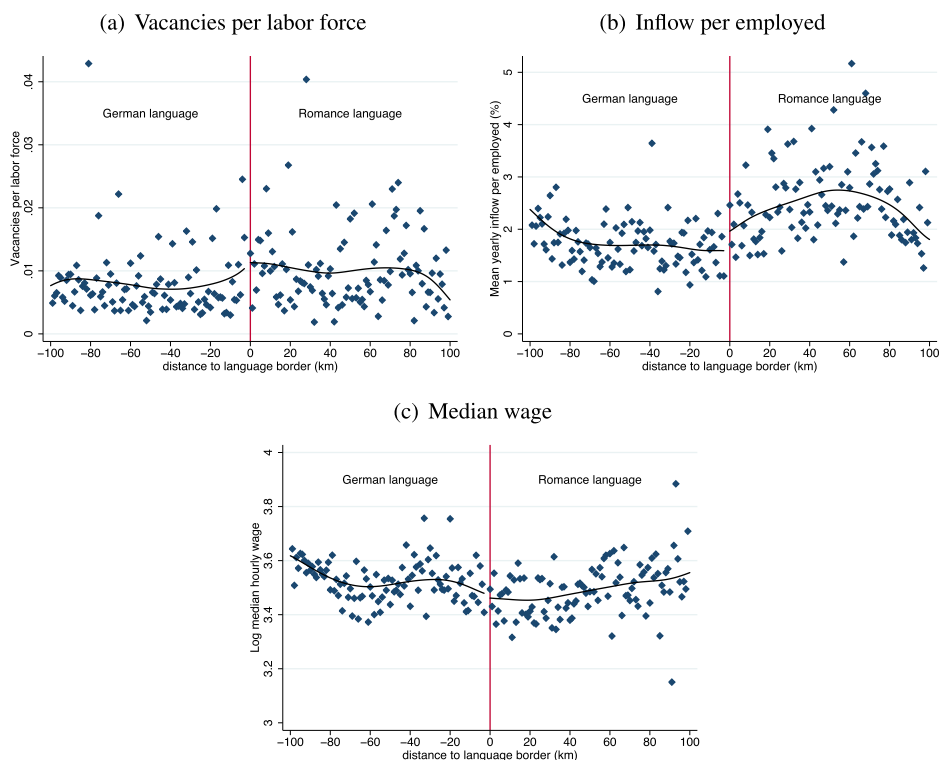 (a) Vacancies per labor force
Vacancies per labor force
.04
.03
.02
.01
0
German language
Romance language
−100 −80 −60 −40 −20 0 20 40 60 80 100
distance to language border (km)
(b) Inflow per employed
Mean yearly inflow per employed (%)
5
4
3
2
1
0
German language
Romance language
−100 −80 −60 −40 −20 0 20 40 60 80 100
distance to language border (km)
(c) Median wage
Log median hourly wage
4
3.8
3.6
3.4
3.2
3
German language
Romance language
−100 −80 −60 −40 −20 0 20 40 60 80 100
distance to language border (km)